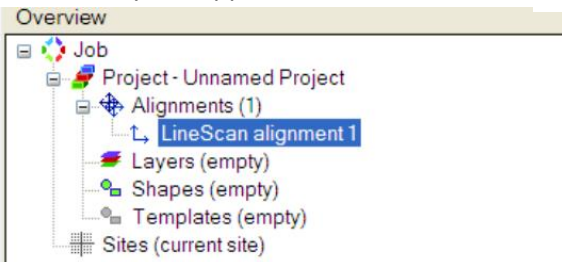 Overview
Job
Project - Unnamed Project
Alignments (1)
LineScan alignment 1
Layers (empty)
Shapes (empty)
Templates (empty)
Sites (current site)